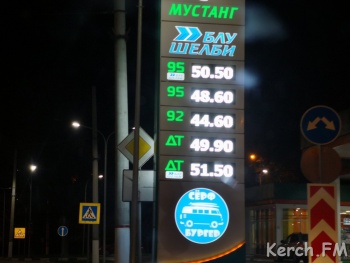 МУСТАНГ
БЛУ
ШЕЛБИ
95 50.50
95 48.60
92 44.60
ДТ 49.90
ДТ 51.50
СЁРФ
БУРГЕР
Kerch.FM